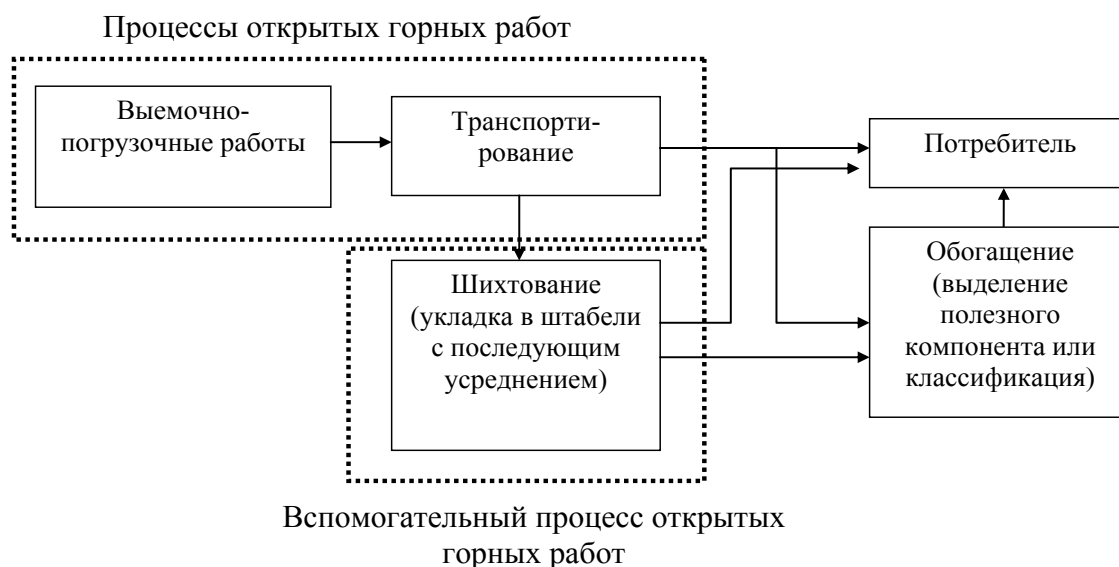 Процессы открытых горных работ
Выемочно-
погрузочные работы
Транспорти-
рование
Потребитель
Шихтование
(укладка в штабели
с последующим
усреднением)
Обогащение
(выделение
полезного
компонента или
классификация)
Вспомогательный процесс открытых
горных работ